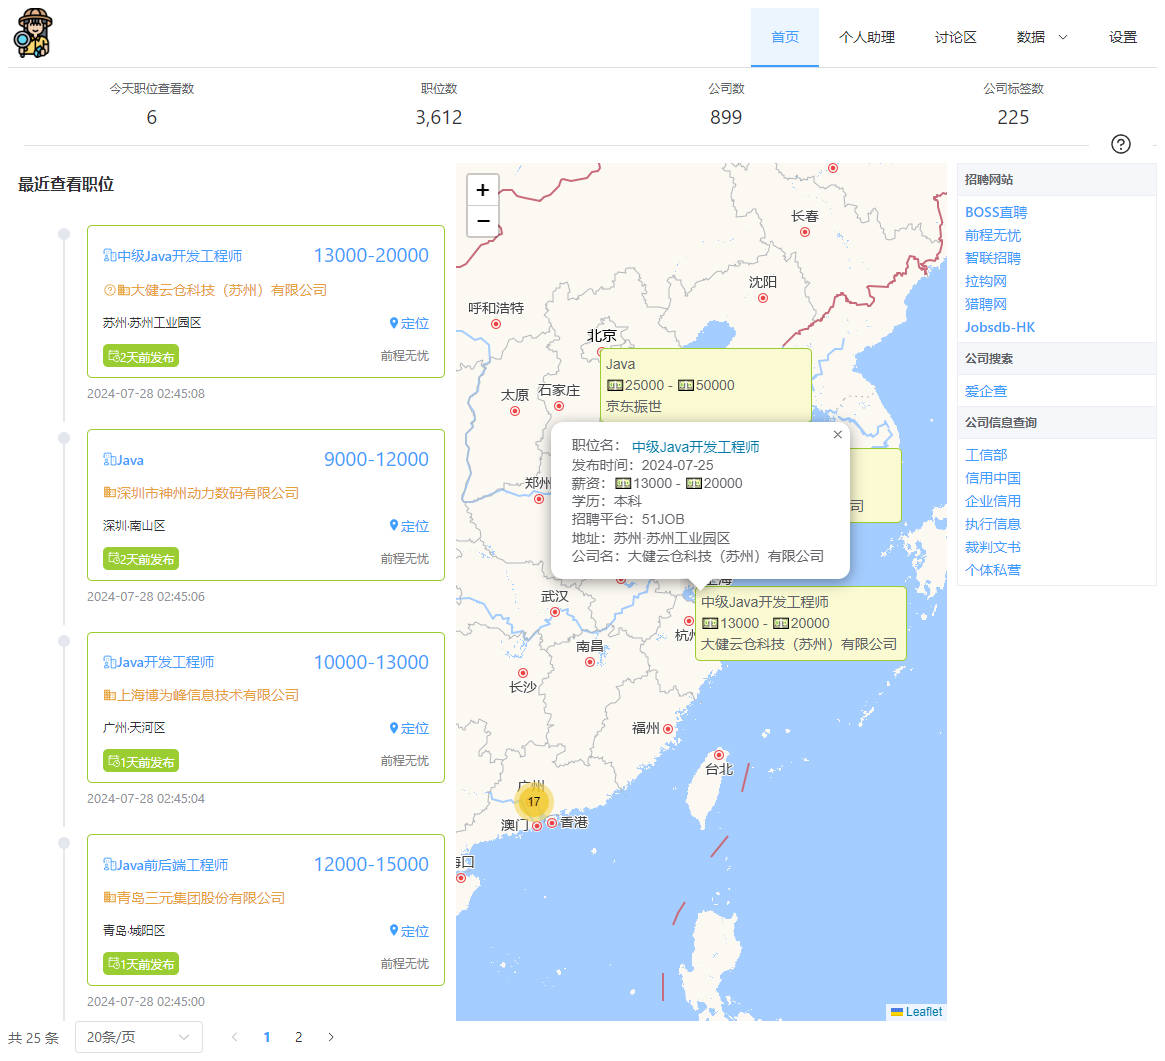 首页
个人助理
讨论区
数据
设置
今天职位查看数
职位数
公司数
公司标签数
6
3,612
899
225
最近查看职位
中级Java开发工程师
13000-20000
大健云仓科技（苏州）有限公司
苏州·苏州工业园区
定位
2天前发布
前程无忧
2024-07-28 02:45:08
Java
9000-12000
深圳市神州动力数码有限公司
深圳·南山区
定位
2天前发布
前程无忧
2024-07-28 02:45:06
Java开发工程师
10000-13000
上海博为峰信息技术有限公司
广州·天河区
定位
1天前发布
前程无忧
2024-07-28 02:45:04
Java前后端工程师
12000-15000
青岛三元集团股份有限公司
青岛·城阳区
定位
1天前发布
前程无忧
2024-07-28 02:45:00
共 25 条
20条/页
1
2
+
−
长春
沈阳
呼和浩特
北京
Java
25000 - 50000
京东振世
石家庄
太原
×
职位名： 中级Java开发工程师
发布时间：2024-07-25
薪资：13000 - 20000
学历：本科
招聘平台：51JOB
地址：苏州·苏州工业园区
公司名：大健云仓科技（苏州）有限公司
郑州
司
上海
中级Java开发工程师
13000 - 20000
大健云仓科技（苏州）有限公司
武汉
杭州
南昌
长沙
福州
台北
广州
17
澳门
香港
海口
Leaflet
招聘网站
BOSS直聘
前程无忧
智联招聘
拉钩网
猎聘网
Jobsdb-HK
公司搜索
爱企查
公司信息查询
工信部
信用中国
企业信用
执行信息
裁判文书
个体私营